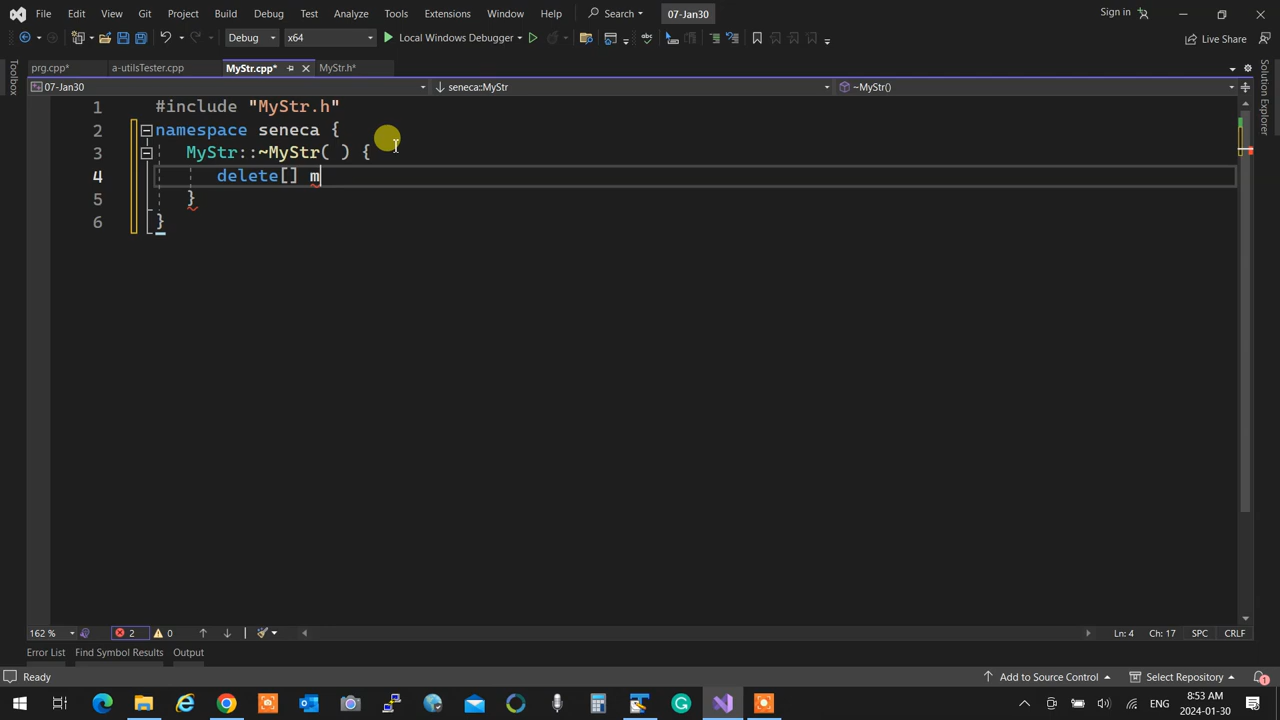 File Edit View Git Project Build Debug Test Analyze Tools Extensions Window Help Search 07-Jan30 Sign in
Debug x64 Local Windows Debugger Live Share
prg.cpp* a-utilsTester.cpp MyStr.cpp* MyStr.h*
Toolbox
Solution Explorer
07-Jan30 seneca::MyStr ~MyStr()
1 #include "MyStr.h"
2 namespace seneca {
3 MyStr::~MyStr( ) {
4 delete[] m
5 }
6 }
162 % 2 0 Ln: 4 Ch: 17 SPC CRLF
Error List Find Symbol Results Output
Ready Add to Source Control Select Repository 1
8:53 AM
ENG
2024-01-30